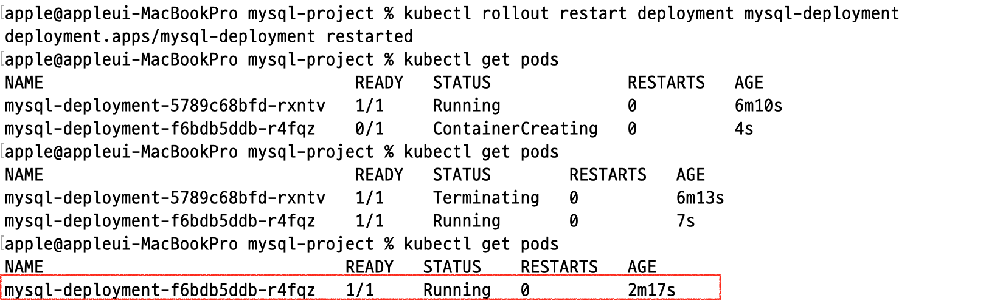 [apple@appleui-MacBookPro mysql-project % kubectl rollout restart deployment mysql-deployment
deployment.apps/mysql-deployment restarted
[apple@appleui-MacBookPro mysql-project % kubectl get pods
NAME READY STATUS RESTARTS AGE
mysql-deployment-5789c68bfd-rxntv 1/1 Running 0 6m10s
mysql-deployment-f6bdb5ddb-r4fqz 0/1 ContainerCreating 0 4s
[apple@appleui-MacBookPro mysql-project % kubectl get pods
NAME READY STATUS RESTARTS AGE
mysql-deployment-5789c68bfd-rxntv 1/1 Terminating 0 6m13s
mysql-deployment-f6bdb5ddb-r4fqz 1/1 Running 0 7s
[apple@appleui-MacBookPro mysql-project % kubectl get pods
NAME READY STATUS RESTARTS AGE
mysql-deployment-f6bdb5ddb-r4fqz 1/1 Running 0 2m17s